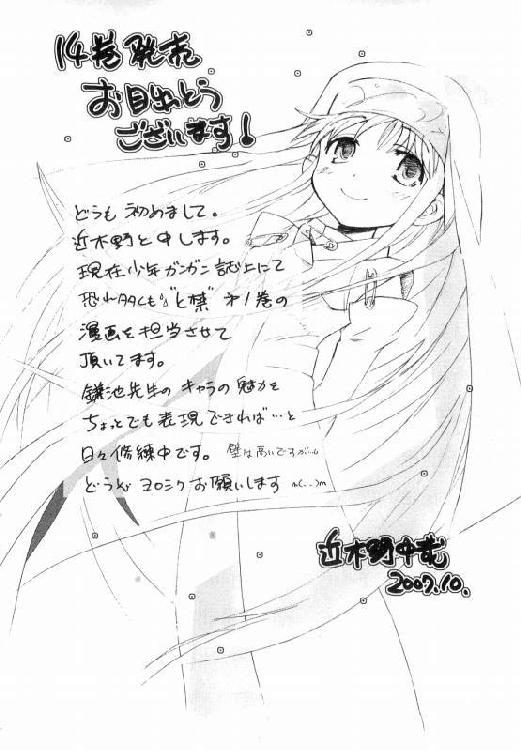 14巻発売
お目出とう
ございます!
どうも初めまして。
近木野と申します。
現在少年ガンガン誌上にて
恐れタタくも"と禁"第1巻の
漫画を担当させて
頂いてます。
鎌池先生のキャラの魅力を
ちょっとでも表現できれば…と
日々修練中です。壁は高いですが…
どうぞヨロシクお願いします m(..)m
近木野中哉
2007.10.